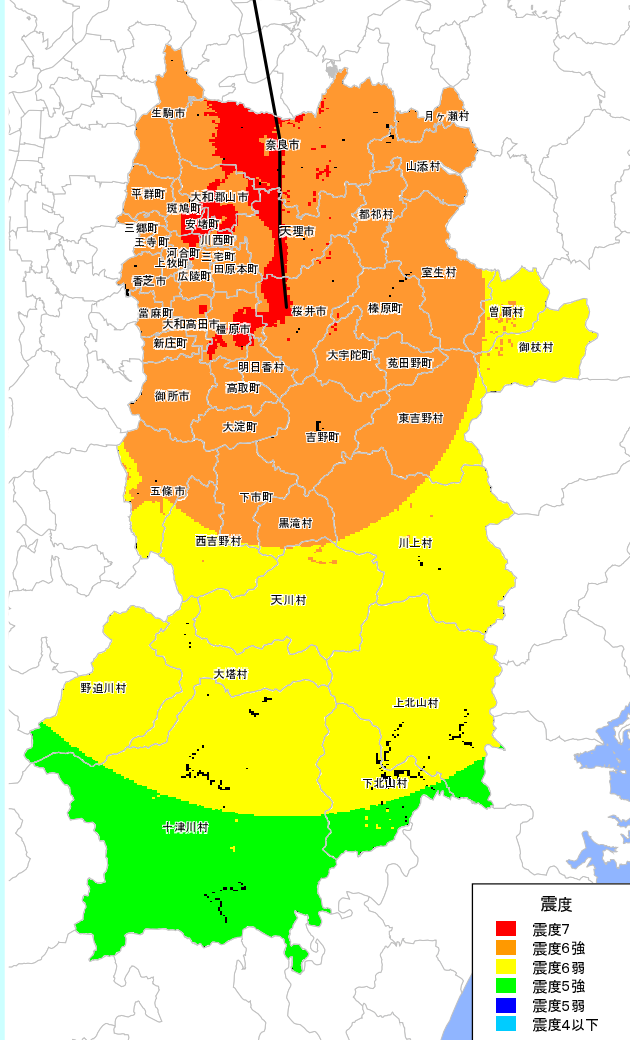 生駒市
月ヶ瀬村
奈良市
山添村
平群町
大和郡山市
斑鳩町
都祁村
安堵町
三郷町
天理市
王寺町
川西町
河合町
三宅町
上牧町
田原本町
室生村
香芝市
広陵町
榛原町
桜井市
曽爾村
當麻町
大和高田市
橿原市
新庄町
御杖村
大宇陀町
菟田野町
明日香村
高取町
御所市
東吉野村
大淀町
吉野町
五條市
下市町
黒滝村
西吉野村
川上村
天川村
大塔村
野迫川村
上北山村
下北山村
十津川村
震度
震度7
震度6強
震度6弱
震度5強
震度5弱
震度4以下